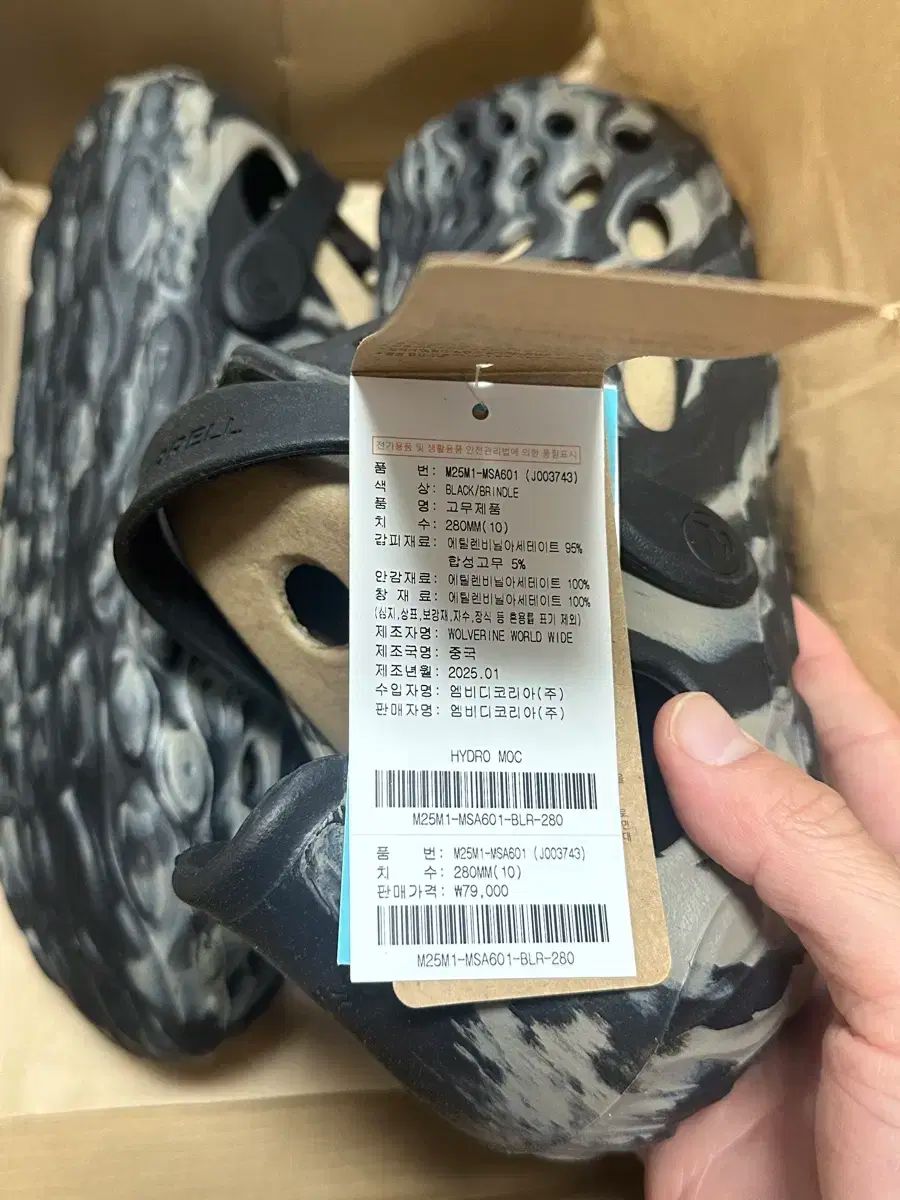 전기용품 및 생활용품 안전관리법에 의한 품질표시
품 번: M25M1-MSA601 (J003743)
색 상: BLACK/BRINDLE
품 명: 고무제품
치 수: 280MM(10)
갑피재료: 에틸렌비닐아세테이트 95%
합성고무 5%
안감재료: 에틸렌비닐아세테이트 100%
창 재 료: 에틸렌비닐아세테이트 100%
(심지,상표,보강재,자수,장식 등 혼용률 표기 제외)
제조자명: WOLVERINE WORLD WIDE
제조국명: 중국
제조년월: 2025.01
수입자명: 엠비디코리아(주)
판매자명: 엠비디코리아(주)
HYDRO MOC
M25M1-MSA601-BLR-280
품 번: M25M1-MSA601 (J003743)
치 수: 280MM(10)
판매가격: ₩79,000
M25M1-MSA601-BLR-280